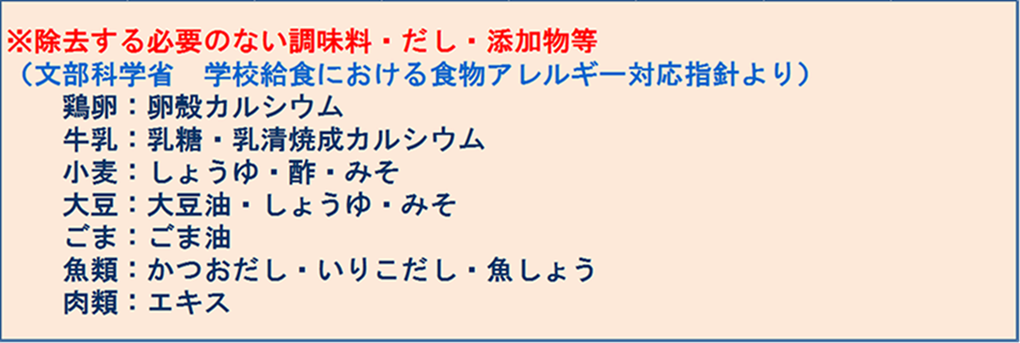 ※除去する必要のない調味料・だし・添加物等
（文部科学省　学校給食における食物アレルギー対応指針より）
鶏卵：卵殻カルシウム
牛乳：乳糖・乳清焼成カルシウム
小麦：しょうゆ・酢・みそ
大豆：大豆油・しょうゆ・みそ
ごま：ごま油
魚類：かつおだし・いりこだし・魚しょう
肉類：エキス